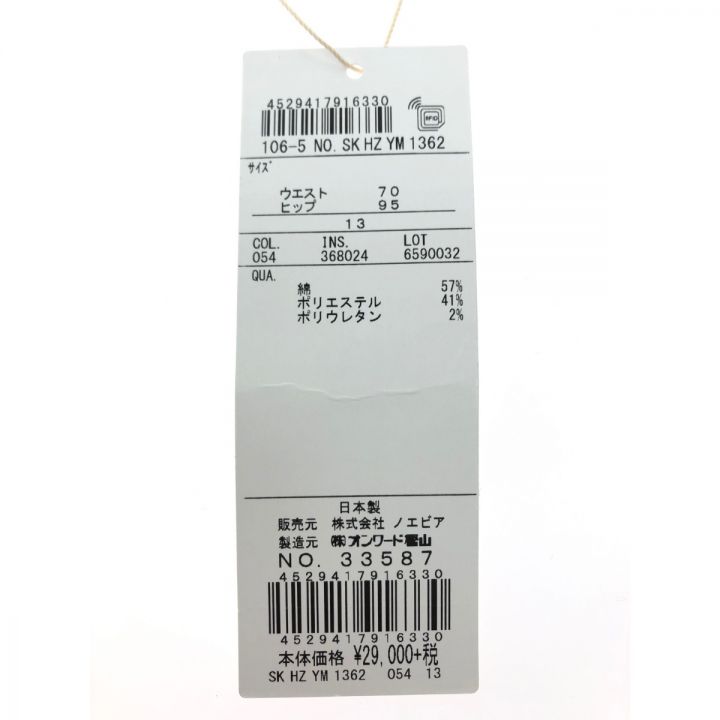 4529417916330
RFID
106-5 NO. SK HZ YM 1362
サイズ
ウエスト 70
ヒップ 95
13
COL. INS. LOT
054 368024 6590032
QUA.
綿 57%
ポリエステル 41%
ポリウレタン 2%
日本製
販売元 株式会社 ノエビア
製造元 ㈱オンワード樫山
NO. 33587
4529417916330
4529417916330
本体価格 ¥29,000+税
SK HZ YM 1362 054 13